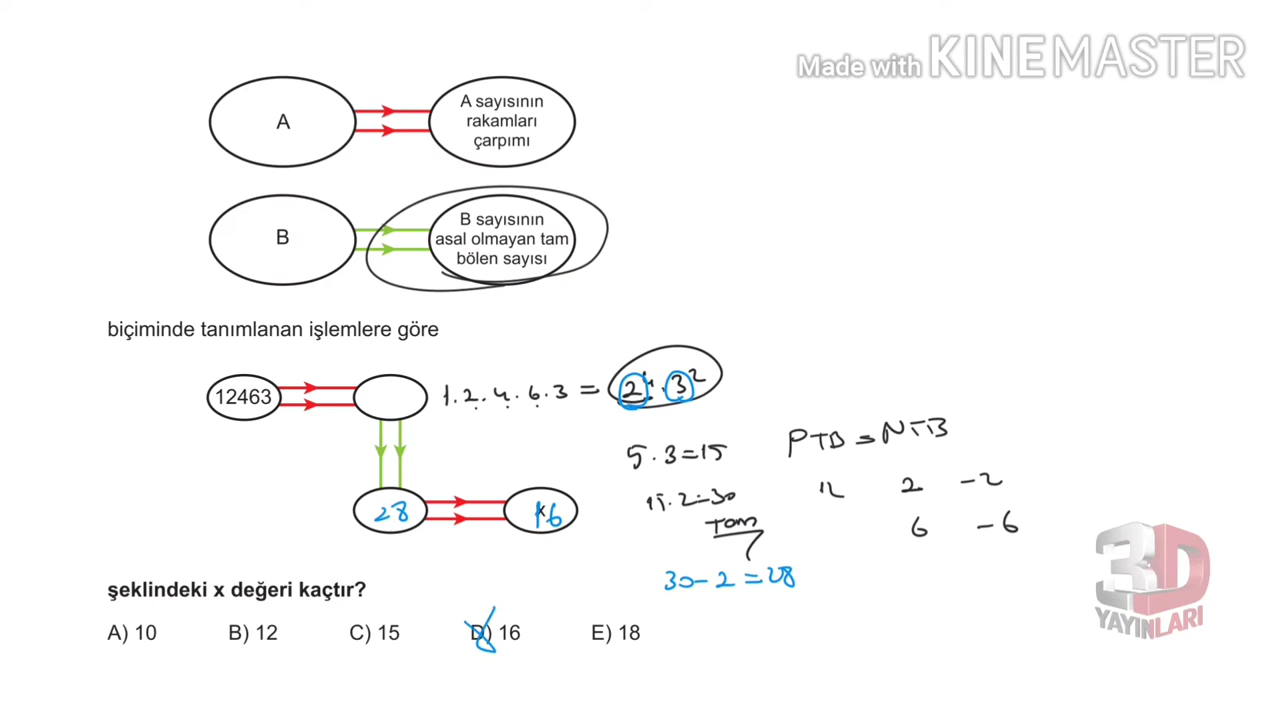 Made with KINEMASTER
A
A sayısının
rakamları
çarpımı
B
B sayısının
asal olmayan tam
bölen sayısı
biçiminde tanımlanan işlemlere göre
12463
1.2.4.6.3 = 2⁴.3²
5.3=15
PTB = NTB
15.2=30
12 2 -2
Tam
6 -6
28
x
16
30-2=28
şeklindeki x değeri kaçtır?
A) 10 B) 12 C) 15 D) 16 E) 18
3D
YAYINLARI